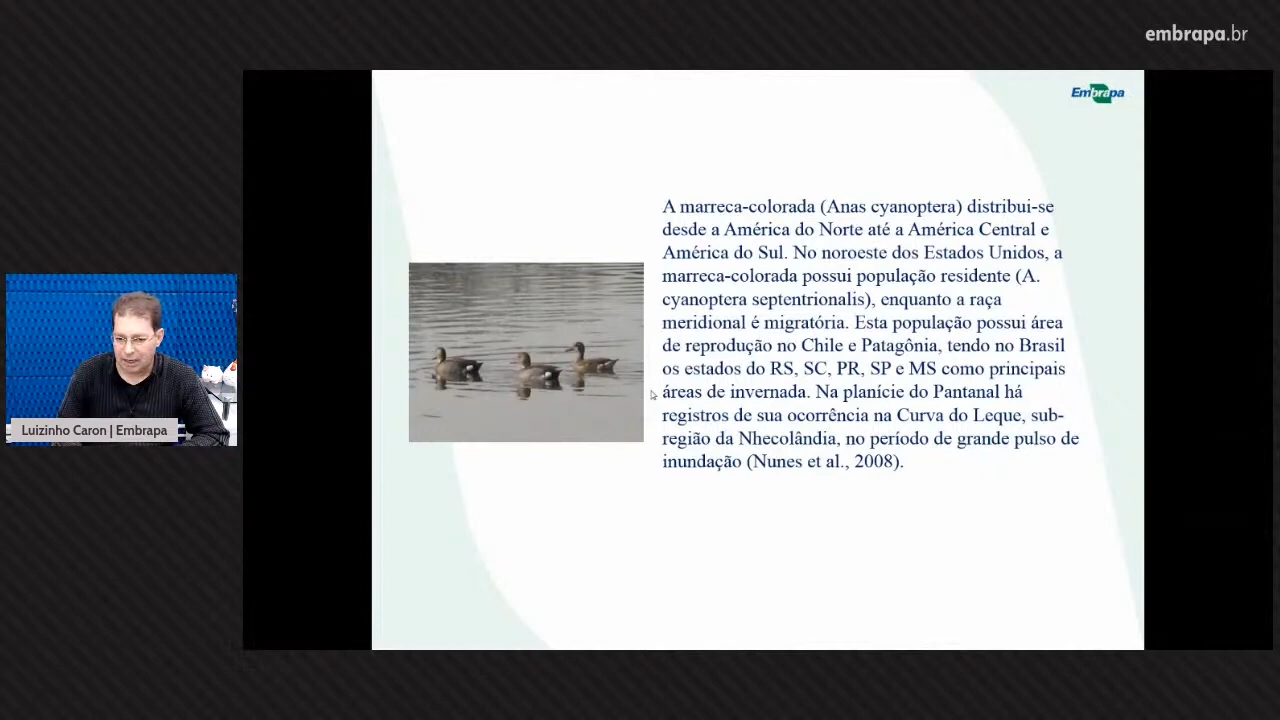 embrapa.br
Embrapa
A marreca-colorada (Anas cyanoptera) distribui-se
desde a América do Norte até a América Central e
América do Sul. No noroeste dos Estados Unidos, a
marreca-colorada possui população residente (A.
cyanoptera septentrionalis), enquanto a raça
meridional é migratória. Esta população possui área
de reprodução no Chile e Patagônia, tendo no Brasil
os estados do RS, SC, PR, SP e MS como principais
áreas de invernada. Na planície do Pantanal há
registros de sua ocorrência na Curva do Leque, sub-
região da Nhecolândia, no período de grande pulso de
inundação (Nunes et al., 2008).
Luizinho Caron | Embrapa